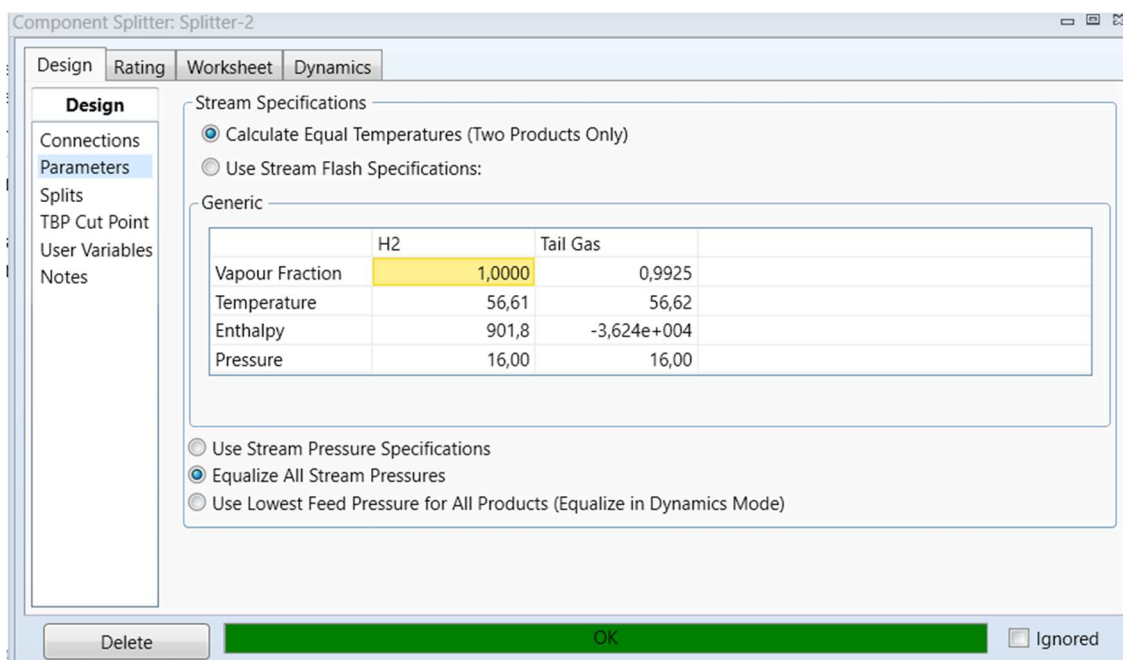 Component Splitter: Splitter-2
Design Rating Worksheet Dynamics
Design
Connections
Parameters
Splits
TBP Cut Point
User Variables
Notes
Stream Specifications
Calculate Equal Temperatures (Two Products Only)
Use Stream Flash Specifications:
Generic
H2 Tail Gas
Vapour Fraction 1,0000 0,9925
Temperature 56,61 56,62
Enthalpy 901,8 -3,624e+004
Pressure 16,00 16,00
Use Stream Pressure Specifications
Equalize All Stream Pressures
Use Lowest Feed Pressure for All Products (Equalize in Dynamics Mode)
Delete OK Ignored